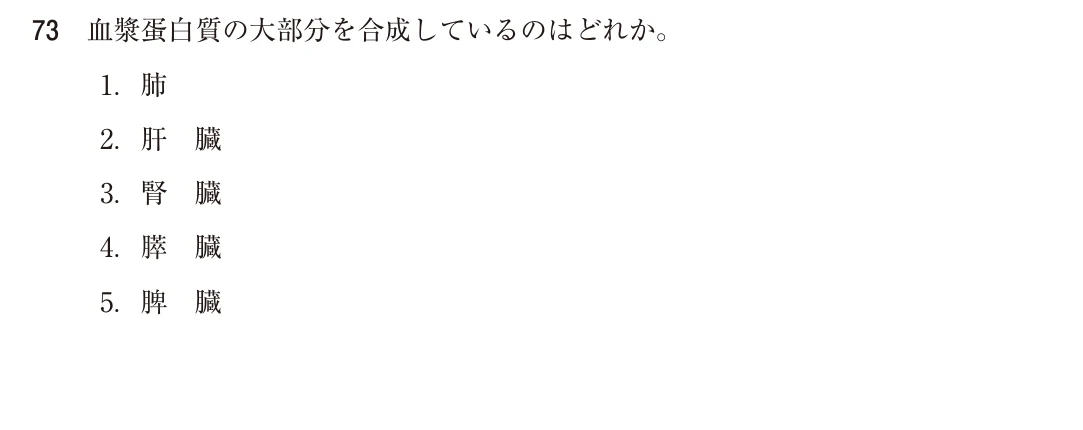 73 血漿蛋白質の大部分を合成しているのはどれか。
1. 肺
2. 肝　臓
3. 腎　臓
4. 膵　臓
5. 脾　臓